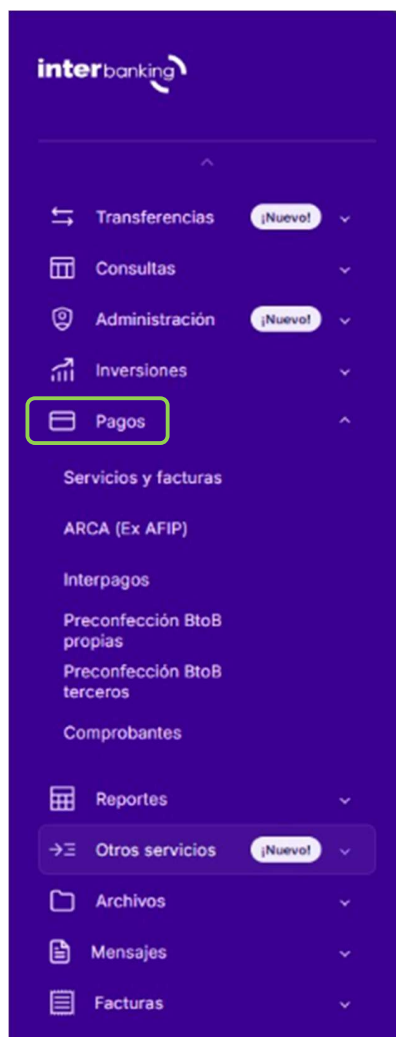 interbanking
Transferencias ¡Nuevo!
Consultas
Administración ¡Nuevo!
Inversiones
Pagos
Servicios y facturas
ARCA (Ex AFIP)
Interpagos
Preconfección BtoB
propias
Preconfección BtoB
terceros
Comprobantes
Reportes
Otros servicios ¡Nuevo!
Archivos
Mensajes
Facturas